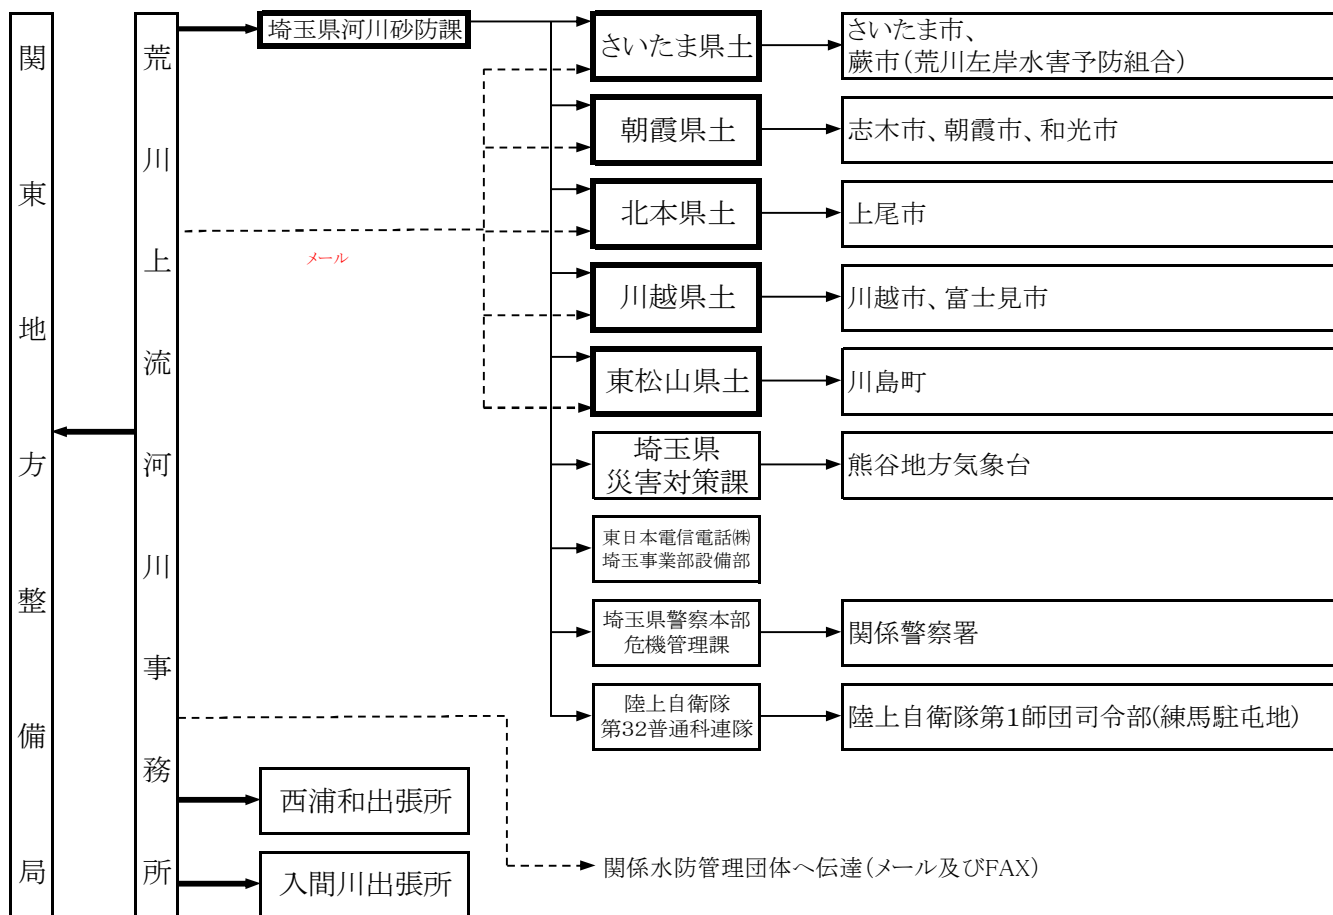 関東地方整備局
荒川上流河川事務所
埼玉県河川砂防課
メール
西浦和出張所
入間川出張所
さいたま県土
さいたま市、
蕨市(荒川左岸水害予防組合)
朝霞県土
志木市、朝霞市、和光市
北本県土
上尾市
川越県土
川越市、富士見市
東松山県土
川島町
埼玉県
災害対策課
熊谷地方気象台
東日本電信電話㈱
埼玉事業部設備部
埼玉県警察本部
危機管理課
関係警察署
陸上自衛隊
第32普通科連隊
陸上自衛隊第1師団司令部(練馬駐屯地)
関係水防管理団体へ伝達(メール及びFAX)